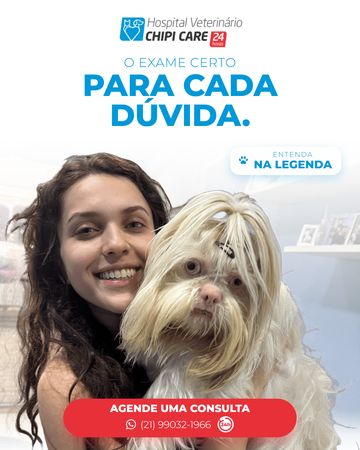 Hospital Veterinário
CHIPI CARE 24
horas
O EXAME CERTO
PARA CADA
DÚVIDA.
ENTENDA
NA LEGENDA
AGENDE UMA CONSULTA
(21) 99032-1966